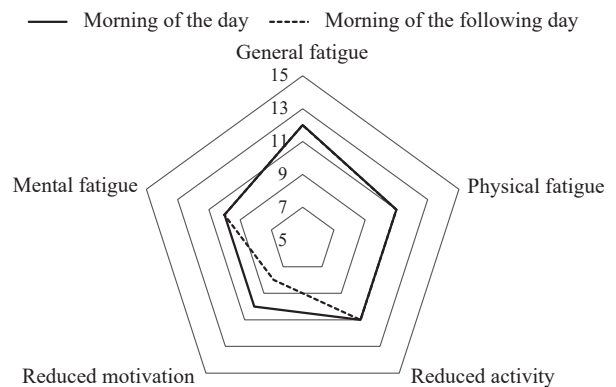 Morning of the day Morning of the following day
General fatigue
15
13
11
9
7
5
Mental fatigue Physical fatigue
Reduced motivation Reduced activity